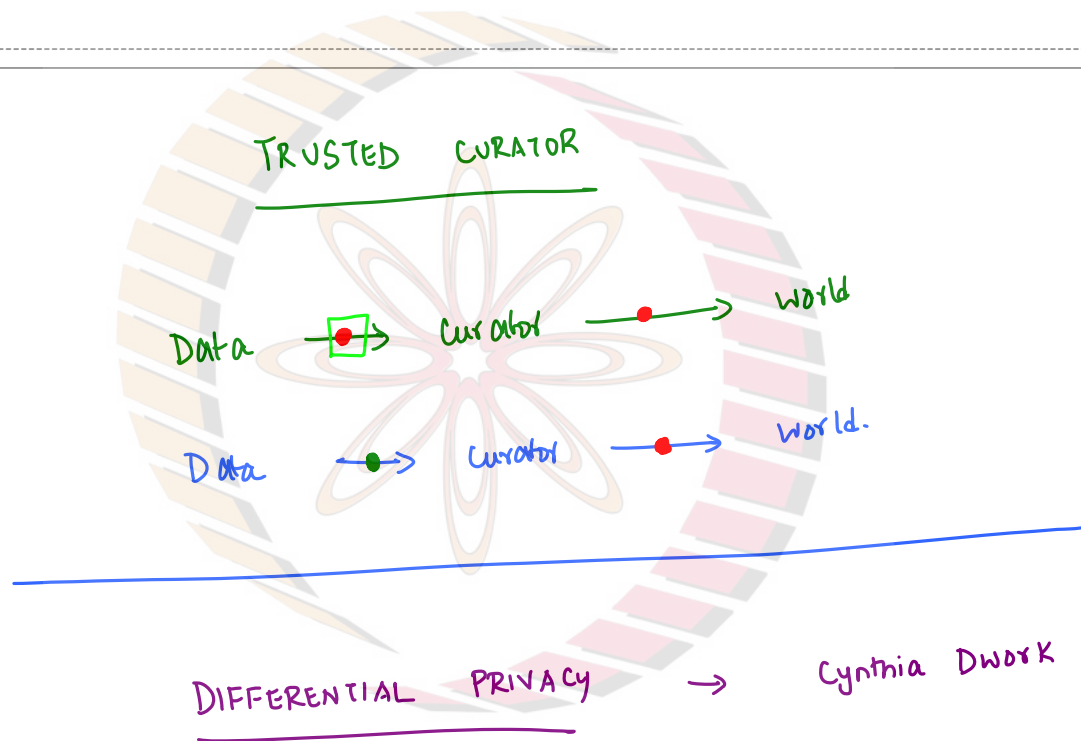 TRUSTED CURATOR
Data → Curator → World
Data → Curator → World.
DIFFERENTIAL PRIVACY → Cynthia Dwork